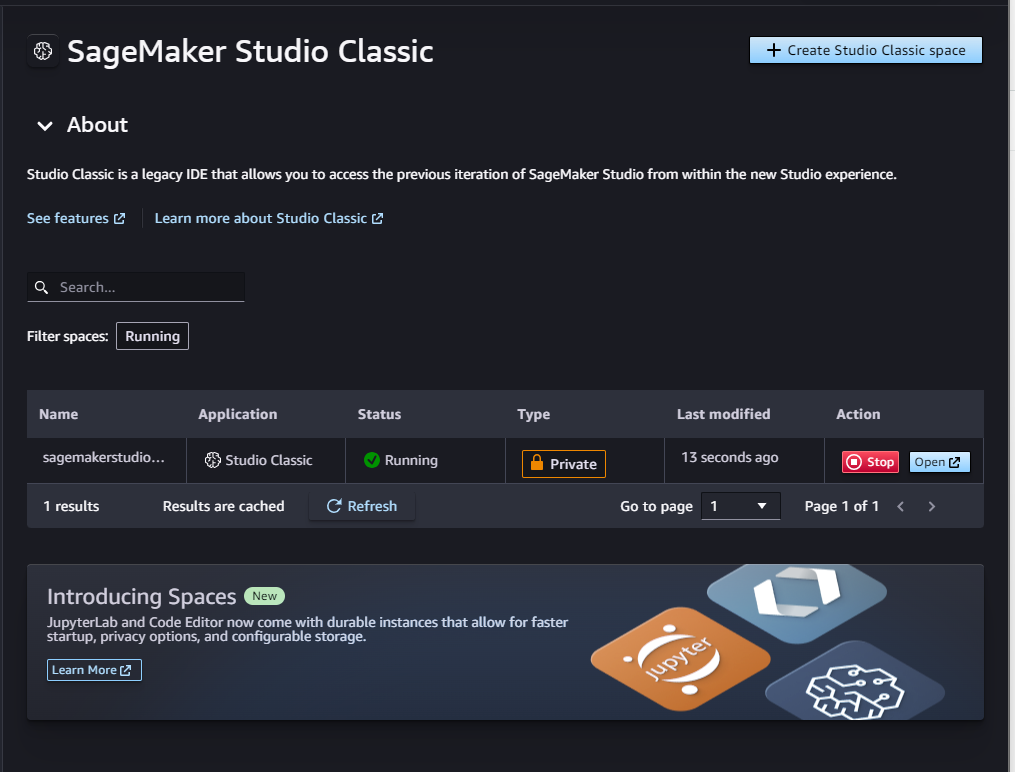 SageMaker Studio Classic
+ Create Studio Classic space
About
Studio Classic is a legacy IDE that allows you to access the previous iteration of SageMaker Studio from within the new Studio experience.
See features
Learn more about Studio Classic
Search...
Filter spaces: Running
Name Application Status Type Last modified Action
sagemakerstudio... Studio Classic Running Private 13 seconds ago Stop Open
1 results Results are cached Refresh Go to page 1 Page 1 of 1
Introducing Spaces New
JupyterLab and Code Editor now come with durable instances that allow for faster
startup, privacy options, and configurable storage.
Learn More
jupyter